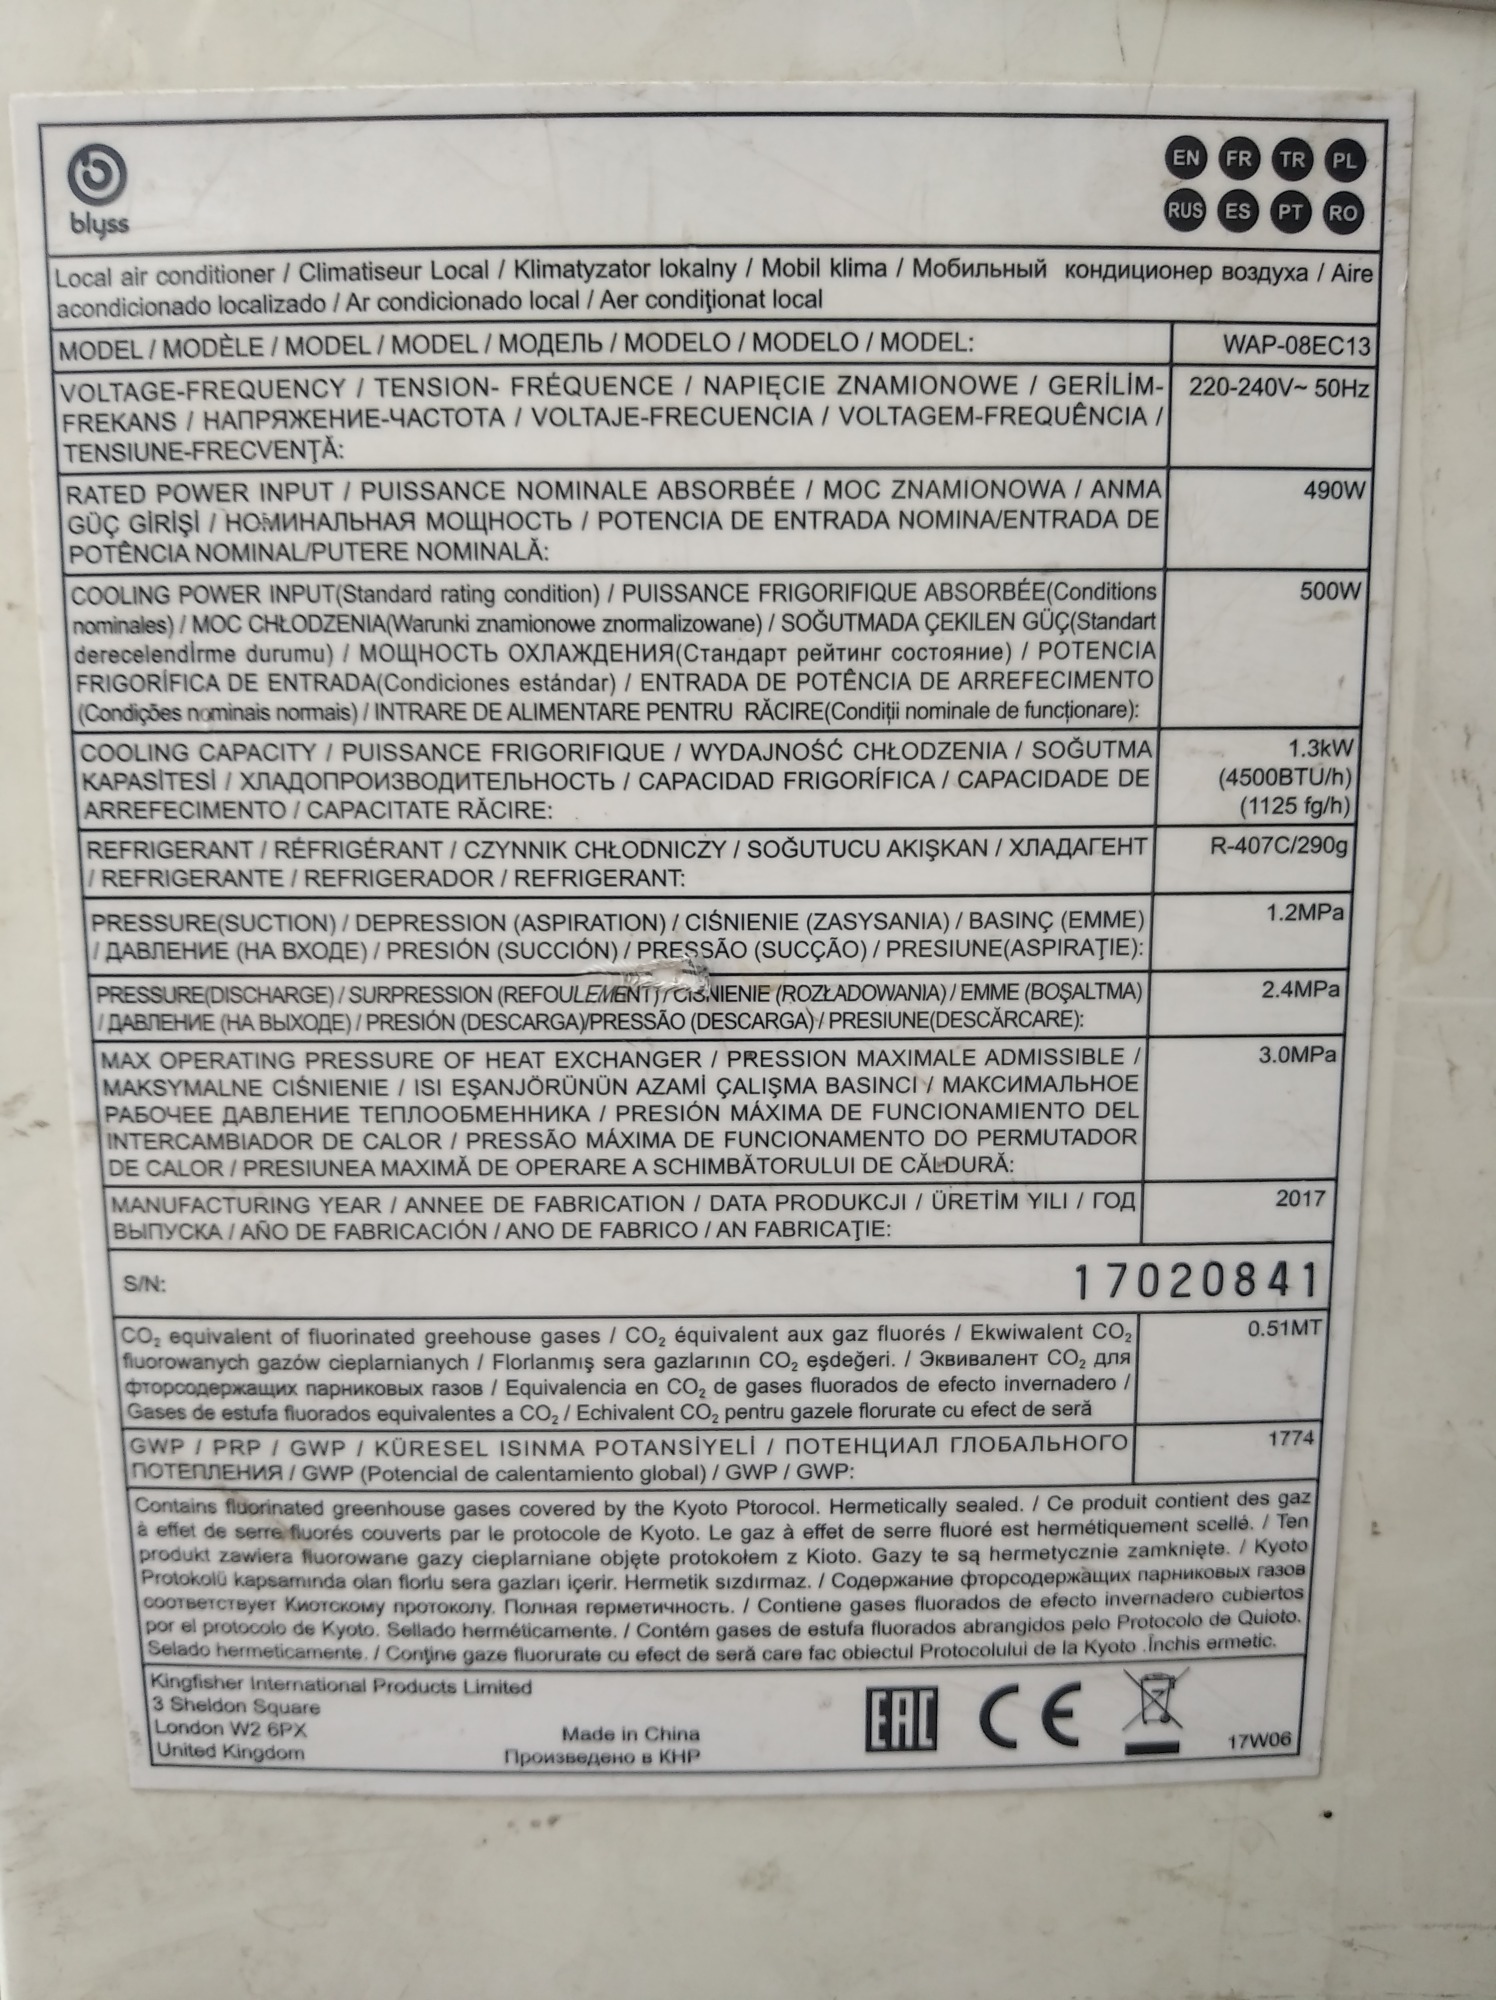 blyss
EN FR TR PL
RUS ES PT RO
Local air conditioner / Climatiseur Local / Klimatyzator lokalny / Mobil klima / Мобильный кондиционер воздуха / Aire
acondicionado localizado / Ar condicionado local / Aer condiţionat local
MODEL / MODÈLE / MODEL / MODEL / МОДЕЛЬ / MODELO / MODELO / MODEL: WAP-08EC13
VOLTAGE-FREQUENCY / TENSION- FRÉQUENCE / NAPIĘCIE ZNAMIONOWE / GERİLİM- 220-240V~ 50Hz
FREKANS / НАПРЯЖЕНИЕ-ЧАСТОТА / VOLTAJE-FRECUENCIA / VOLTAGEM-FREQUÊNCIA /
TENSIUNE-FRECVENŢĂ:
RATED POWER INPUT / PUISSANCE NOMINALE ABSORBÉE / MOC ZNAMIONOWA / ANMA 490W
GÜÇ GİRİŞİ / НОМИНАЛЬНАЯ МОЩНОСТЬ / POTENCIA DE ENTRADA NOMINA/ENTRADA DE
POTÊNCIA NOMINAL/PUTERE NOMINALĂ:
COOLING POWER INPUT(Standard rating condition) / PUISSANCE FRIGORIFIQUE ABSORBÉE(Conditions 500W
nominales) / MOC CHŁODZENIA(Warunki znamionowe znormalizowane) / SOĞUTMADA ÇEKILEN GÜÇ(Standart
derecelendİrme durumu) / МОЩНОСТЬ ОХЛАЖДЕНИЯ(Стандарт рейтинг состояние) / POTENCIA
FRIGORÍFICA DE ENTRADA(Condiciones estándar) / ENTRADA DE POTÊNCIA DE ARREFECIMENTO
(Condições nominais normais) / INTRARE DE ALIMENTARE PENTRU RĂCIRE(Condiţii nominale de funcţionare):
COOLING CAPACITY / PUISSANCE FRIGORIFIQUE / WYDAJNOŚĆ CHŁODZENIA / SOĞUTMA 1.3kW
KAPASİTESİ / ХЛАДОПРОИЗВОДИТЕЛЬНОСТЬ / CAPACIDAD FRIGORÍFICA / CAPACIDADE DE (4500BTU/h)
ARREFECIMENTO / CAPACITATE RĂCIRE: (1125 fg/h)
REFRIGERANT / RÉFRIGÉRANT / CZYNNIK CHŁODNICZY / SOĞUTUCU AKIŞKAN / ХЛАДАГЕНТ R-407C/290g
/ REFRIGERANTE / REFRIGERADOR / REFRIGERANT:
PRESSURE(SUCTION) / DEPRESSION (ASPIRATION) / CIŚNIENIE (ZASYSANIA) / BASINÇ (EMME) 1.2MPa
/ ДАВЛЕНИЕ (НА ВХОДЕ) / PRESIÓN (SUCCIÓN) / PRESSÃO (SUCÇÃO) / PRESIUNE(ASPIRAŢIE):
PRESSURE(DISCHARGE) / SURPRESSION (REFOULEMENT) / CIŚNIENIE (ROZŁADOWANIA) / EMME (BOŞALTMA) 2.4MPa
/ ДАВЛЕНИЕ (НА ВЫХОДЕ) / PRESIÓN (DESCARGA)/PRESSÃO (DESCARGA) / PRESIUNE(DESCĂRCARE):
MAX OPERATING PRESSURE OF HEAT EXCHANGER / PRESSION MAXIMALE ADMISSIBLE / 3.0MPa
MAKSYMALNE CIŚNIENIE / ISI EŞANJÖRÜNÜN AZAMİ ÇALIŞMA BASINCI / МАКСИМАЛЬНОЕ
РАБОЧЕЕ ДАВЛЕНИЕ ТЕПЛООБМЕННИКА / PRESIÓN MÁXIMA DE FUNCIONAMIENTO DEL
INTERCAMBIADOR DE CALOR / PRESSÃO MÁXIMA DE FUNCIONAMENTO DO PERMUTADOR
DE CALOR / PRESIUNEA MAXIMĂ DE OPERARE A SCHIMBĂTORULUI DE CĂLDURĂ:
MANUFACTURING YEAR / ANNEE DE FABRICATION / DATA PRODUKCJI / ÜRETİM YILI / ГОД 2017
ВЫПУСКА / AÑO DE FABRICACIÓN / ANO DE FABRICO / AN FABRICAŢIE:
S/N: 17020841
CO₂ equivalent of fluorinated greehouse gases / CO₂ équivalent aux gaz fluorés / Ekwiwalent CO₂ 0.51MT
fluorowanych gazów cieplarnianych / Florlanmış sera gazlarının CO₂ eşdeğeri. / Эквивалент CO₂ для
фторсодержащих парниковых газов / Equivalencia en CO₂ de gases fluorados de efecto invernadero /
Gases de estufa fluorados equivalentes a CO₂ / Echivalent CO₂ pentru gazele florurate cu efect de seră
GWP / PRP / GWP / KÜRESEL ISINMA POTANSİYELİ / ПОТЕНЦИАЛ ГЛОБАЛЬНОГО 1774
ПОТЕПЛЕНИЯ / GWP (Potencial de calentamiento global) / GWP / GWP:
Contains fluorinated greenhouse gases covered by the Kyoto Ptorocol. Hermetically sealed. / Ce produit contient des gaz
à effet de serre fluorés couverts par le protocole de Kyoto. Le gaz à effet de serre fluoré est hermétiquement scellé. / Ten
produkt zawiera fluorowane gazy cieplarniane objęte protokołem z Kioto. Gazy te są hermetycznie zamknięte. / Kyoto
Protokolü kapsamında olan florlu sera gazları içerir. Hermetik sızdırmaz. / Содержание фторсодержащих парниковых газов
соответствует Киотскому протоколу. Полная герметичность. / Contiene gases fluorados de efecto invernadero cubiertos
por el protocolo de Kyoto. Sellado herméticamente. / Contém gases de estufa fluorados abrangidos pelo Protocolo de Quioto.
Selado hermeticamente. / Conţine gaze fluorurate cu efect de seră care fac obiectul Protocolului de la Kyoto .Închis ermetic.
Kingfisher International Products Limited
3 Sheldon Square
London W2 6PX
United Kingdom
Made in China
Произведено в КНР
EAC CE
17W06